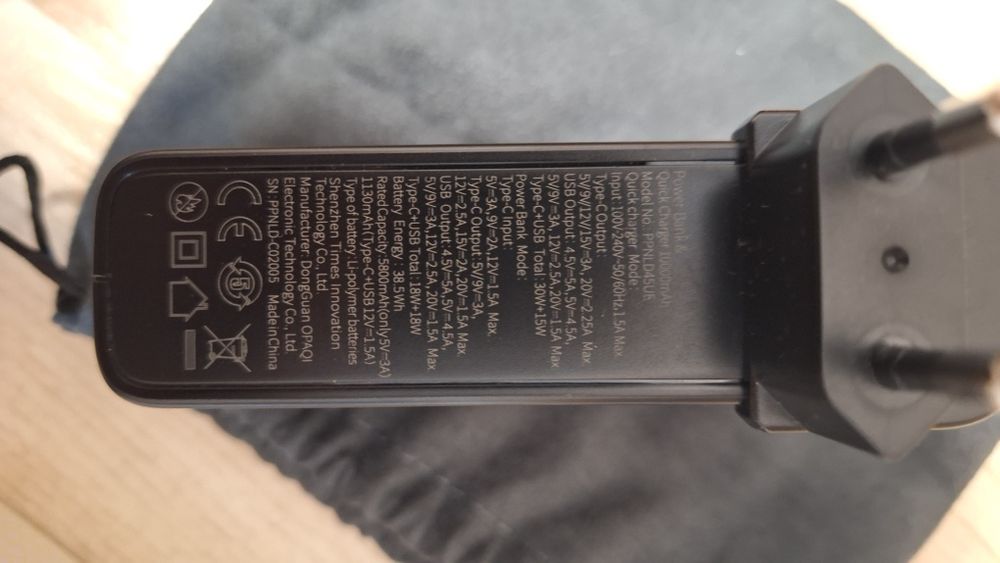 Power Bank &
Quick Charger 10000mAh
Model No.: PPNLD45UK
Quick charger Mode:
Input: 100V-240V~50/60Hz,1.5A Max
Type-C Output:
5V/9V/12V/15V=3A, 20V=2.25A Max.
USB Output: 4.5V=5A,5V=4.5A,
5V/9V=3A,12V=2.5A,20V=1.5A Max
Type-C+USB Total: 30W+15W
Power Bank Mode:
Type-C Input:
5V=3A,9V=2A,12V=1.5A Max.
Type-C Output:5V/9V=3A
12V=2.5A,15V=2A,20V=1.5A Max.
USB Output: 4.5V=5A,5V=4.5A,
5V/9V=3A,12V=2.5A,20V=1.5A Max
Type-C+USB Total: 18W+18W
Battery Energy: 38.5Wh
Rated Capacity:5800mAh(only5V=3A)
1130mAh(Type-C+USB 12V=1.5A)
Type of battery:Li-polymer batteries
Shenzhen Times Innovation
Technology Co., Ltd
Manufacturer: DongGuan OPAQI
Electronic Technology Co., Ltd.
SN: PPNLD-C02005 Made in China